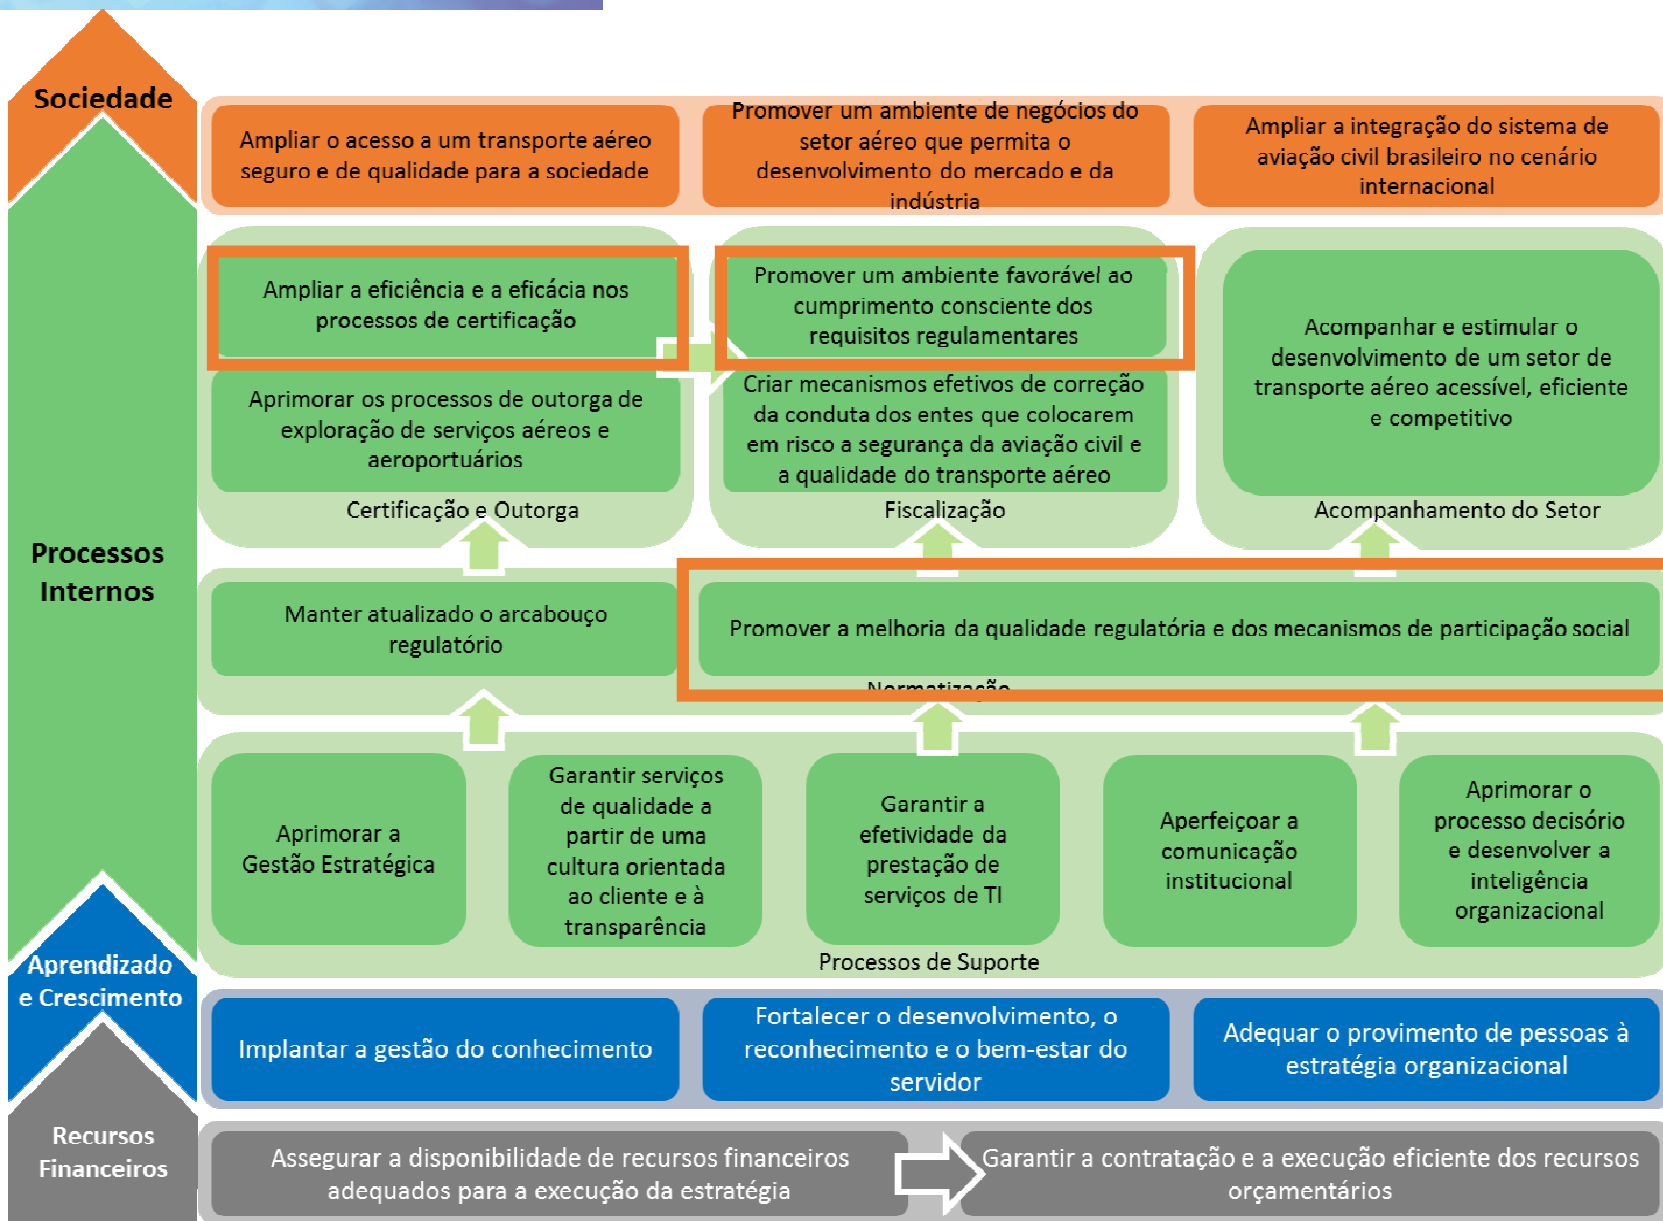 Sociedade
Ampliar o acesso a um transporte aéreo
seguro e de qualidade para a sociedade
Promover um ambiente de negócios do
setor aéreo que permita o
desenvolvimento do mercado e da
indústria
Ampliar a integração do sistema de
aviação civil brasileiro no cenário
internacional
Processos
Internos
Ampliar a eficiência e a eficácia nos
processos de certificação
Aprimorar os processos de outorga de
exploração de serviços aéreos e
aeroportuários
Certificação e Outorga
Promover um ambiente favorável ao
cumprimento consciente dos
requisitos regulamentares
Criar mecanismos efetivos de correção
da conduta dos entes que colocarem
em risco a segurança da aviação civil e
a qualidade do transporte aéreo
Fiscalização
Acompanhar e estimular o
desenvolvimento de um setor de
transporte aéreo acessível, eficiente
e competitivo
Acompanhamento do Setor
Manter atualizado o arcabouço
regulatório
Promover a melhoria da qualidade regulatória e dos mecanismos de participação social
Normatização
Aprimorar a
Gestão Estratégica
Garantir serviços
de qualidade a
partir de uma
cultura orientada
ao cliente e à
transparência
Garantir a
efetividade da
prestação de
serviços de TI
Aperfeiçoar a
comunicação
institucional
Aprimorar o
processo decisório
e desenvolver a
inteligência
organizacional
Processos de Suporte
Aprendizado
e Crescimento
Implantar a gestão do conhecimento
Fortalecer o desenvolvimento, o
reconhecimento e o bem-estar do
servidor
Adequar o provimento de pessoas à
estratégia organizacional
Recursos
Financeiros
Assegurar a disponibilidade de recursos financeiros
adequados para a execução da estratégia
Garantir a contratação e a execução eficiente dos recursos
orçamentários